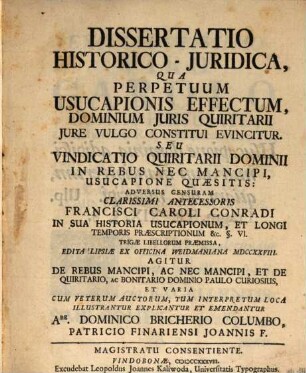 DISSERTATIO
HISTORICO - JURIDICA,
QUA
PERPETUUM
USUCAPIONIS EFFECTUM,
DOMINIUM JURIS QUIRITARII
JURE VULGO CONSTITUI EVINCITUR.
SEU
VINDICATIO QUIRITARII DOMINII
IN REBUS NEC MANCIPI,
USUCAPIONE QUÆSITIS:
ADVERSUS CENSURAM
CLARISSIMI ANTECESSORIS
FRANCISCI CAROLI CONRADI
IN SUA HISTORIA USUCAPIONUM, ET LONGI
TEMPORIS PRÆSCRIPTIONUM &c. §. VI.
TRIGÆ LIBELLORUM PRÆMISSA,
EDITA LIPSIÆ EX OFFICINA WEIDMANIANA MDCCXXVIII.
AGITUR
DE REBUS MANCIPI, AC NEC MANCIPI, ET DE
QUIRITARIO, ac BONITARIO DOMINIO PAULO CURIOSIUS,
ET VARIA
CUM VETERUM AUCTORUM, TUM INTERPRETUM LOCA
ILLUSTRANTUR EXPLICANTUR ET EMENDANTUR
ABE. DOMINICO BRICHERIO COLUMBO,
PATRICIO FINARIENSI JOANNIS F.
MAGISTRATU CONSENTIENTE.
Excudebat Leopoldus Joannes Kaliwoda, Universitatis Typographus.